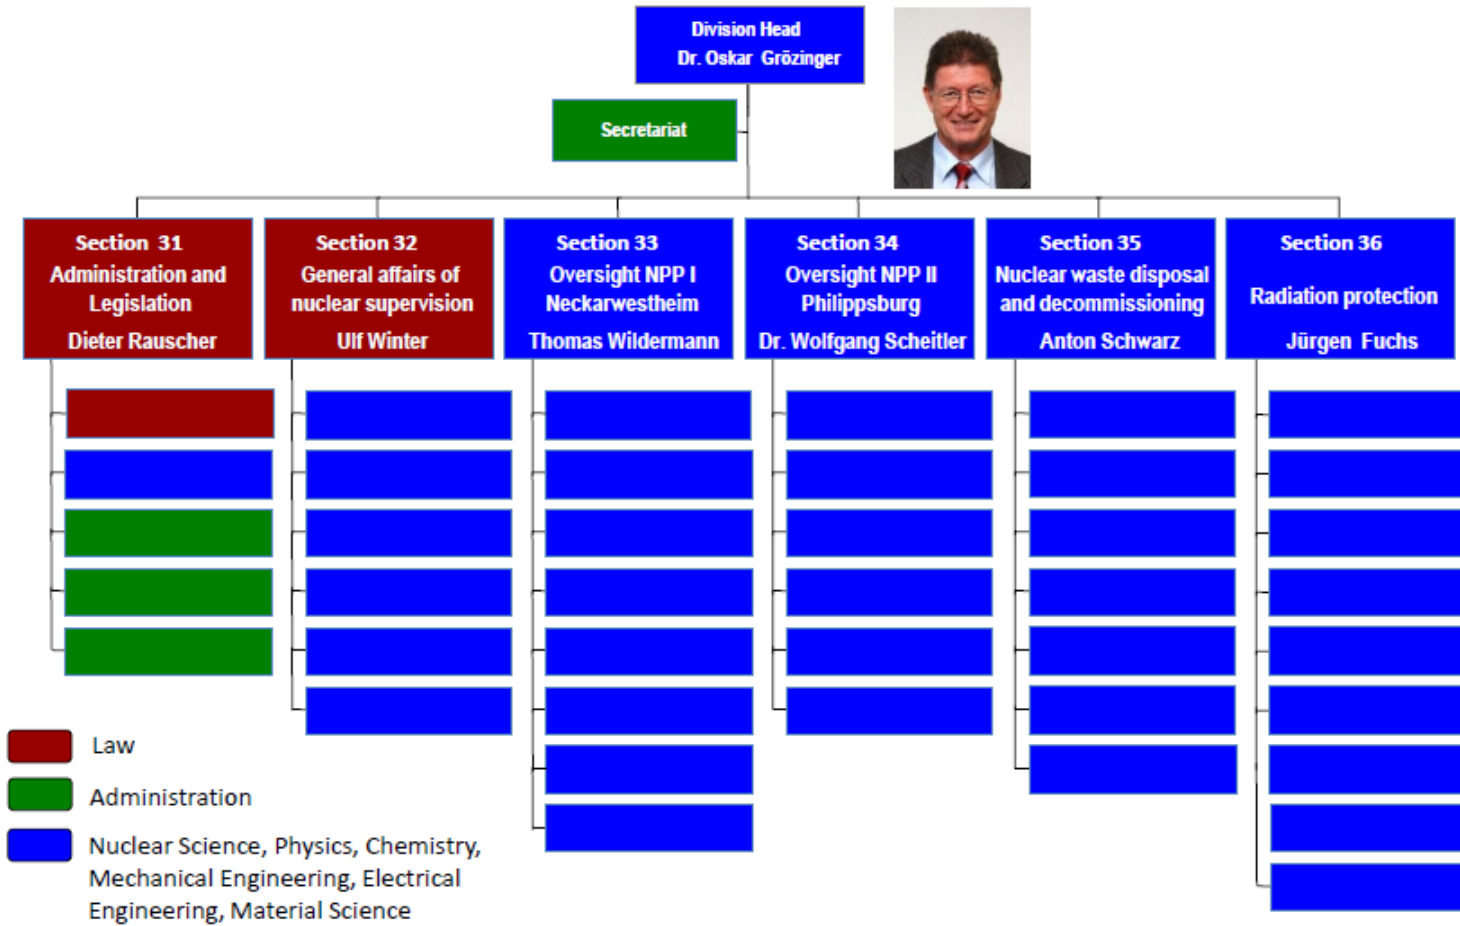 Division Head
Dr. Oskar Grözinger
Secretariat
Section 31
Administration and
Legislation
Dieter Rauscher
Section 32
General affairs of
nuclear supervision
Ulf Winter
Section 33
Oversight NPP I
Neckarwestheim
Thomas Wildermann
Section 34
Oversight NPP II
Philippsburg
Dr. Wolfgang Scheitler
Section 35
Nuclear waste disposal
and decommissioning
Anton Schwarz
Section 36
Radiation protection
Jürgen Fuchs
Law
Administration
Nuclear Science, Physics, Chemistry,
Mechanical Engineering, Electrical
Engineering, Material Science